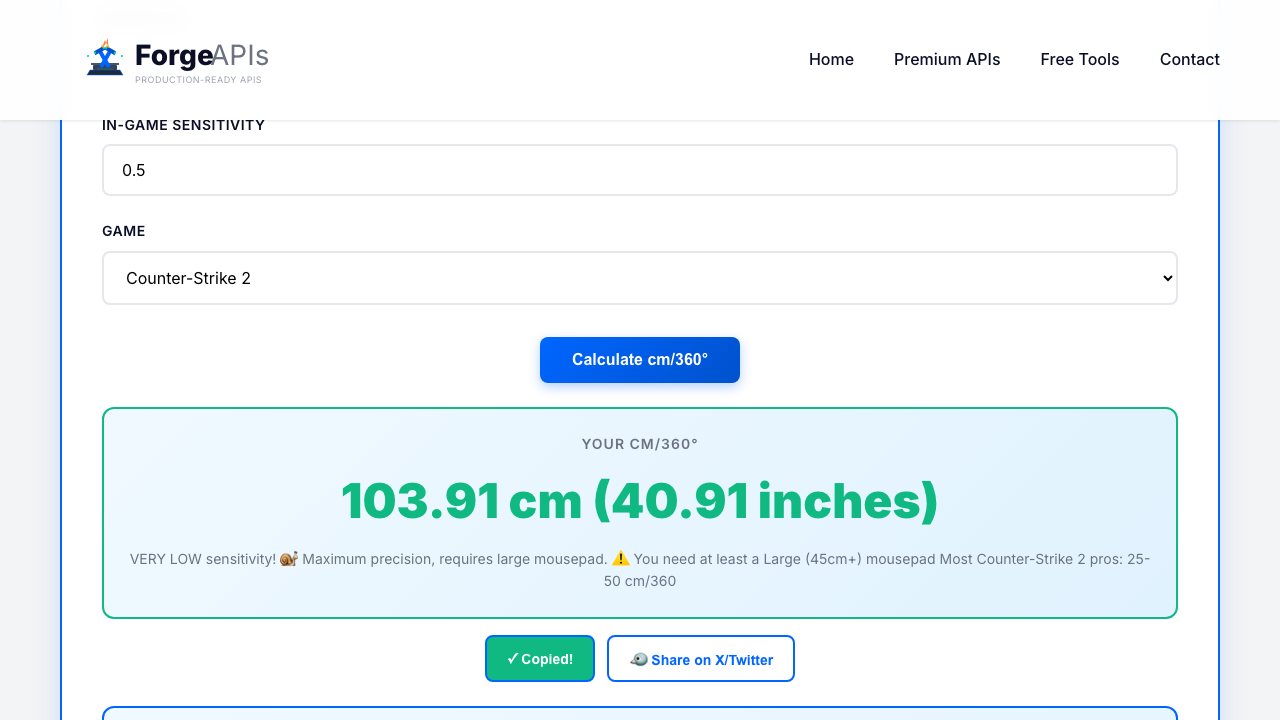 ForgeAPIs
PRODUCTION-READY APIS
Home
Premium APIs
Free Tools
Contact
IN-GAME SENSITIVITY
0.5
GAME
Counter-Strike 2
Calculate cm/360°
YOUR CM/360°
103.91 cm (40.91 inches)
VERY LOW sensitivity! 🐌 Maximum precision, requires large mousepad. ⚠️ You need at least a Large (45cm+) mousepad Most Counter-Strike 2 pros: 25-
50 cm/360
✓ Copied!
Share on X/Twitter